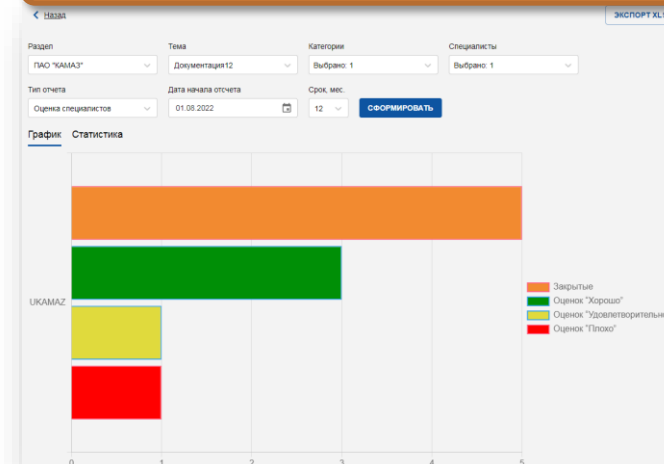 Назад
ЭКСПОРТ XLS
Раздел Тема Категории Специалисты
ПАО "КАМАЗ" Документация12 Выбрано: 1 Выбрано: 1
Тип отчета Дата начала отсчета Срок, мес.
Оценка специалистов 01.08.2022 12 СФОРМИРОВАТЬ
График Статистика
UKAMAZ
Закрытые
Оценок "Хорошо"
Оценок "Удовлетворительно
Оценок "Плохо"
0 1 2 3 4 5